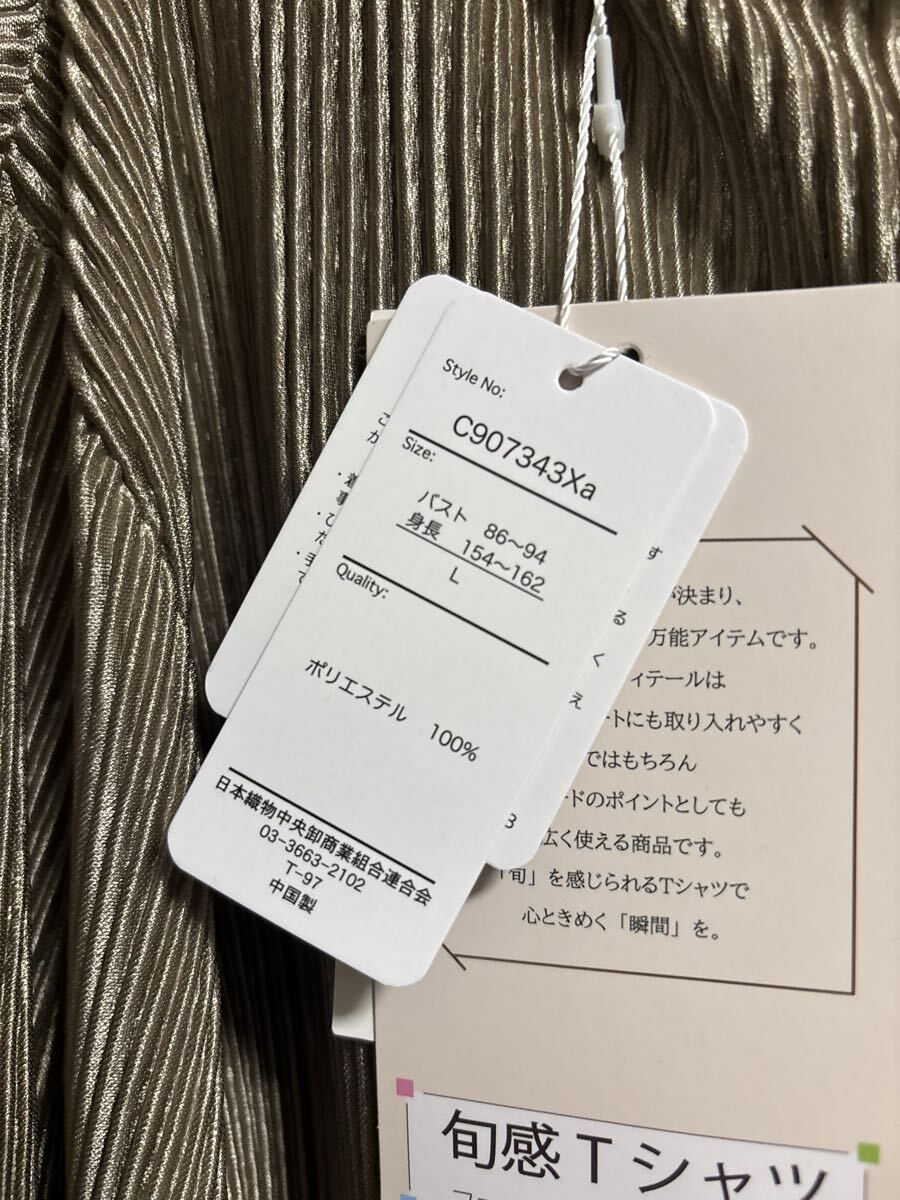 Style No:
C907343Xa
Size:
バスト 86〜94
身長 154〜162
L
Quality:
ポリエステル 100%
日本織物中央卸商業組合連合会
03-3663-2102
T-97
中国製
が決まり、
万能アイテムです。
ィテールは
ートにも取り入れやすく
ではもちろん
ードのポイントとしても
広く使える商品です。
「旬」を感じられるTシャツで
心ときめく「瞬間」を。
旬感Tシャツ